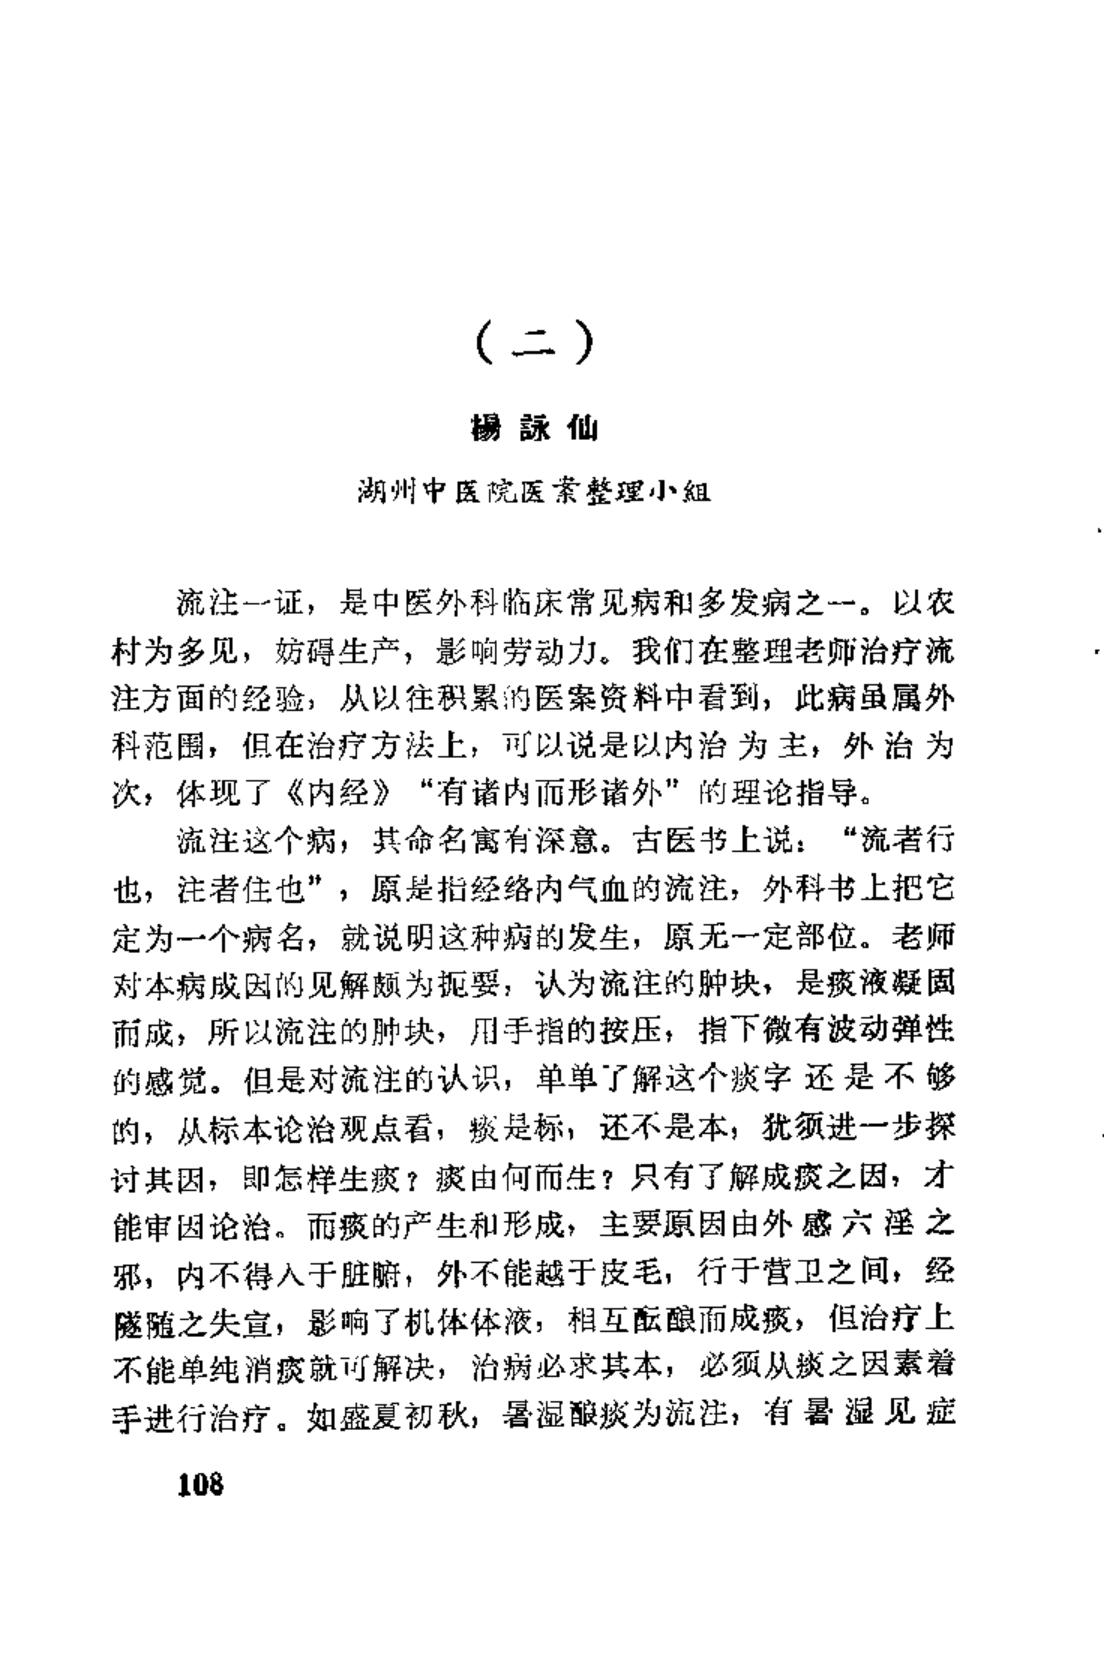 （二）
楊詠仙
湖州中医院医案整理小組
流注一证，是中医外科临床常见病和多发病之一。以农
村为多见，妨碍生产，影响劳动力。我们在整理老师治疗流
注方面的经验，从以往积累的医案资料中看到，此病虽属外
科范围，但在治疗方法上，可以说是以内治为主，外治为
次，体现了《内经》“有诸内而形诸外”的理论指导。
流注这个病，其命名寓有深意。古医书上说：“流者行
也，注者住也”，原是指经络内气血的流注，外科书上把它
定为一个病名，就说明这种病的发生，原无一定部位。老师
对本病成因的见解颇为扼要，认为流注的肿块，是痰液凝固
而成，所以流注的肿块，用手指的按压，指下微有波动弹性
的感觉。但是对流注的认识，单单了解这个痰字还是不够
的，从标本论治观点看，痰是标，还不是本，犹须进一步探
讨其因，即怎样生痰？痰由何而生？只有了解成痰之因，才
能审因论治。而痰的产生和形成，主要原因由外感六淫之
邪，内不得入于脏腑，外不能越于皮毛，行于营卫之间，经
隧随之失宣，影响了机体体液，相互酝酿而成痰，但治疗上
不能单纯消痰就可解决，治病必求其本，必须从痰之因素着
手进行治疗。如盛夏初秋，暑湿酿痰为流注，有暑湿见症
108